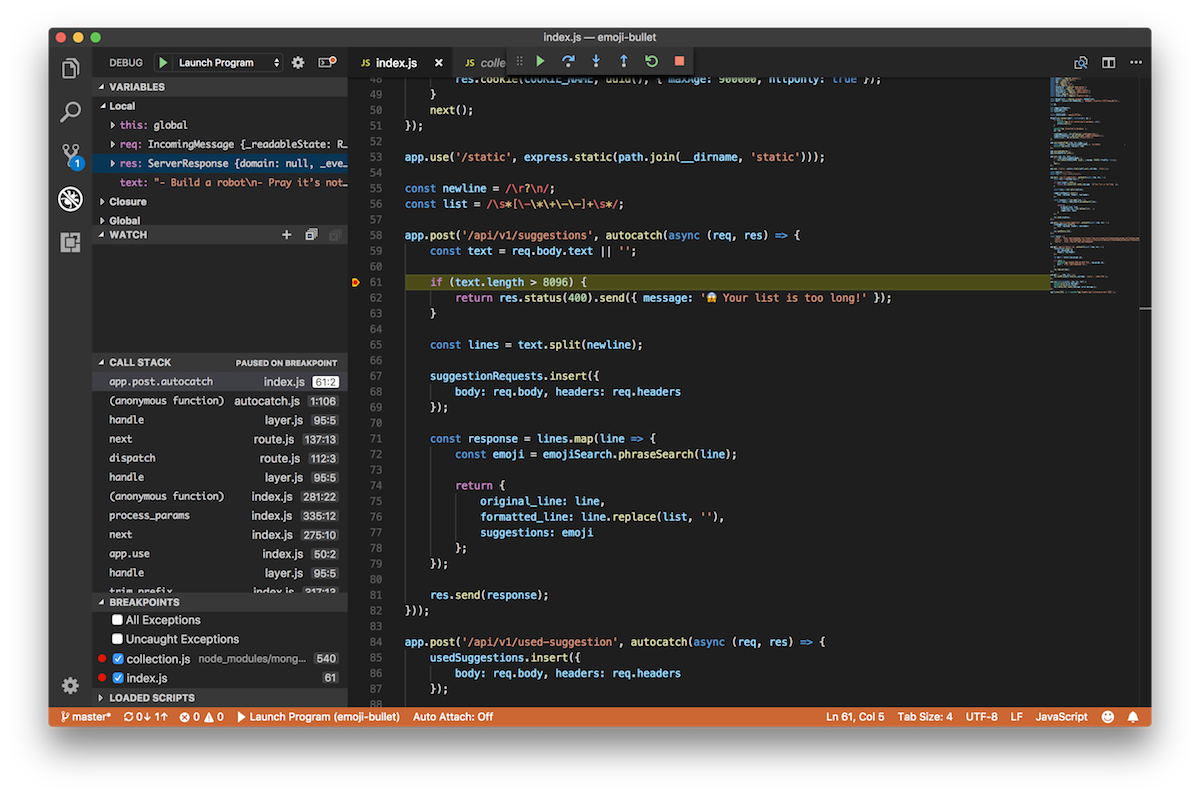 index.js — emoji-bullet
DEBUG
Launch Program
VARIABLES
Local
this: global
req: IncomingMessage {_readableState: R…
res: ServerResponse {domain: null, _eve…
text: "- Build a robot\n- Pray it's not…
Closure
Global
WATCH
CALL STACK PAUSED ON BREAKPOINT
app.post.autocatch index.js 61:2
(anonymous function) autocatch.js 1:106
handle layer.js 95:5
next route.js 137:13
dispatch route.js 112:3
handle layer.js 95:5
(anonymous function) index.js 281:22
process_params index.js 335:12
next index.js 275:10
app.use index.js 50:2
handle layer.js 95:5
trim_prefix index.js 317:13
BREAKPOINTS
All Exceptions
Uncaught Exceptions
collection.js node_modules/mong… 540
index.js 61
LOADED SCRIPTS
1
JS index.js ×
JS colle
48 res.cookie(COOKIE_NAME, uuid(), { maxAge: 900000, httpOnly: true });
49 }
50 next();
51 });
52
53 app.use('/static', express.static(path.join(__dirname, 'static')));
54
55 const newline = /\r?\n/;
56 const list = /\s*[\-\*\+\-\–]+\s*/;
57
58 app.post('/api/v1/suggestions', autocatch(async (req, res) => {
59 const text = req.body.text || '';
60
61 if (text.length > 8096) {
62 return res.status(400).send({ message: '😱 Your list is too long!' });
63 }
64
65 const lines = text.split(newline);
66
67 suggestionRequests.insert({
68 body: req.body, headers: req.headers
69 });
70
71 const response = lines.map(line => {
72 const emoji = emojiSearch.phraseSearch(line);
73
74 return {
75 original_line: line,
76 formatted_line: line.replace(list, ''),
77 suggestions: emoji
78 };
79 });
80
81 res.send(response);
82 }));
83
84 app.post('/api/v1/used-suggestion', autocatch(async (req, res) => {
85 usedSuggestions.insert({
86 body: req.body, headers: req.headers
87 });
88
master* 0↓ 1↑ 0 0 Launch Program (emoji-bullet) Auto Attach: Off Ln 61, Col 5 Tab Size: 4 UTF-8 LF JavaScript